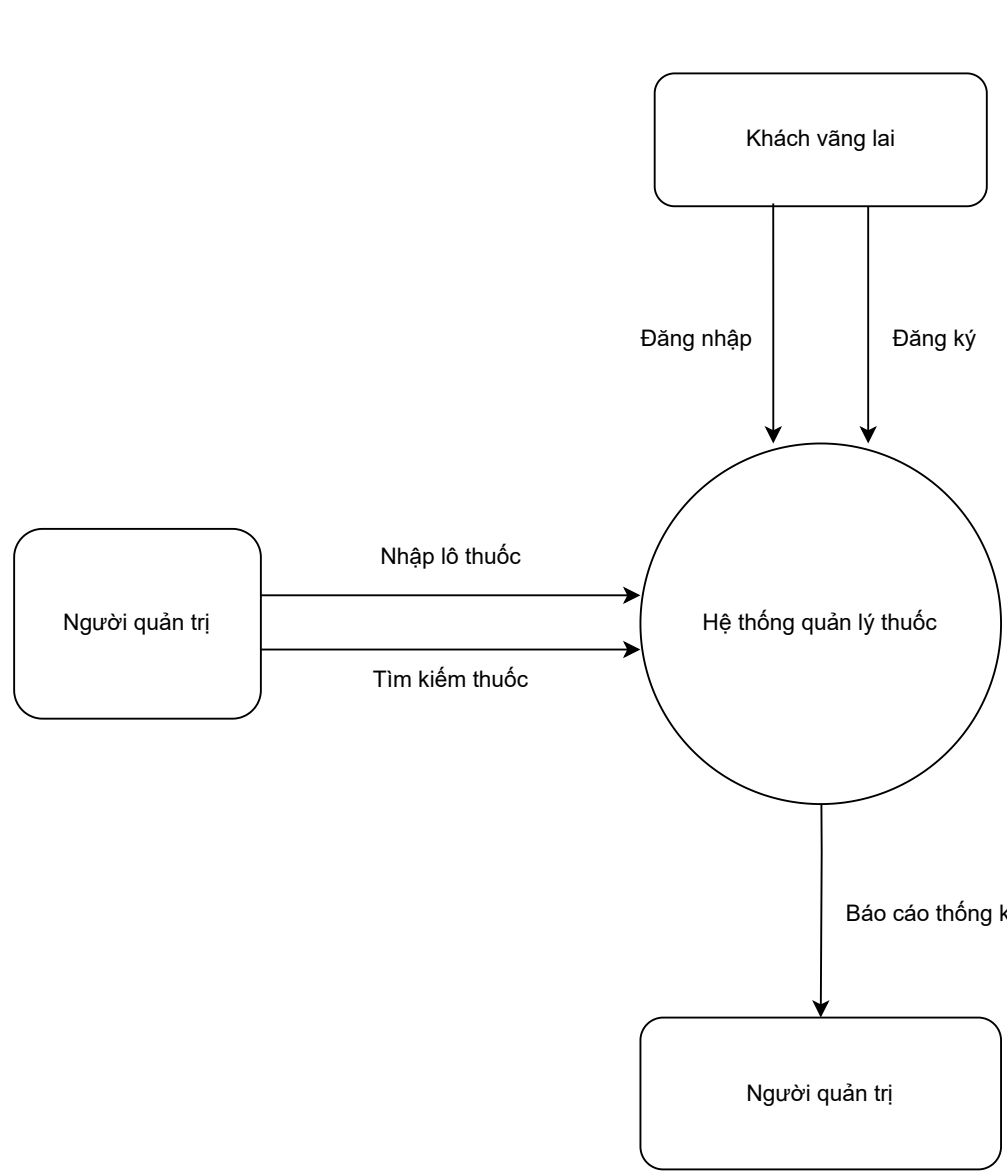 Khách vãng lai
Đăng nhập
Đăng ký
Nhập lô thuốc
Người quản trị
Hệ thống quản lý thuốc
Tìm kiếm thuốc
Báo cáo thống
Người quản trị